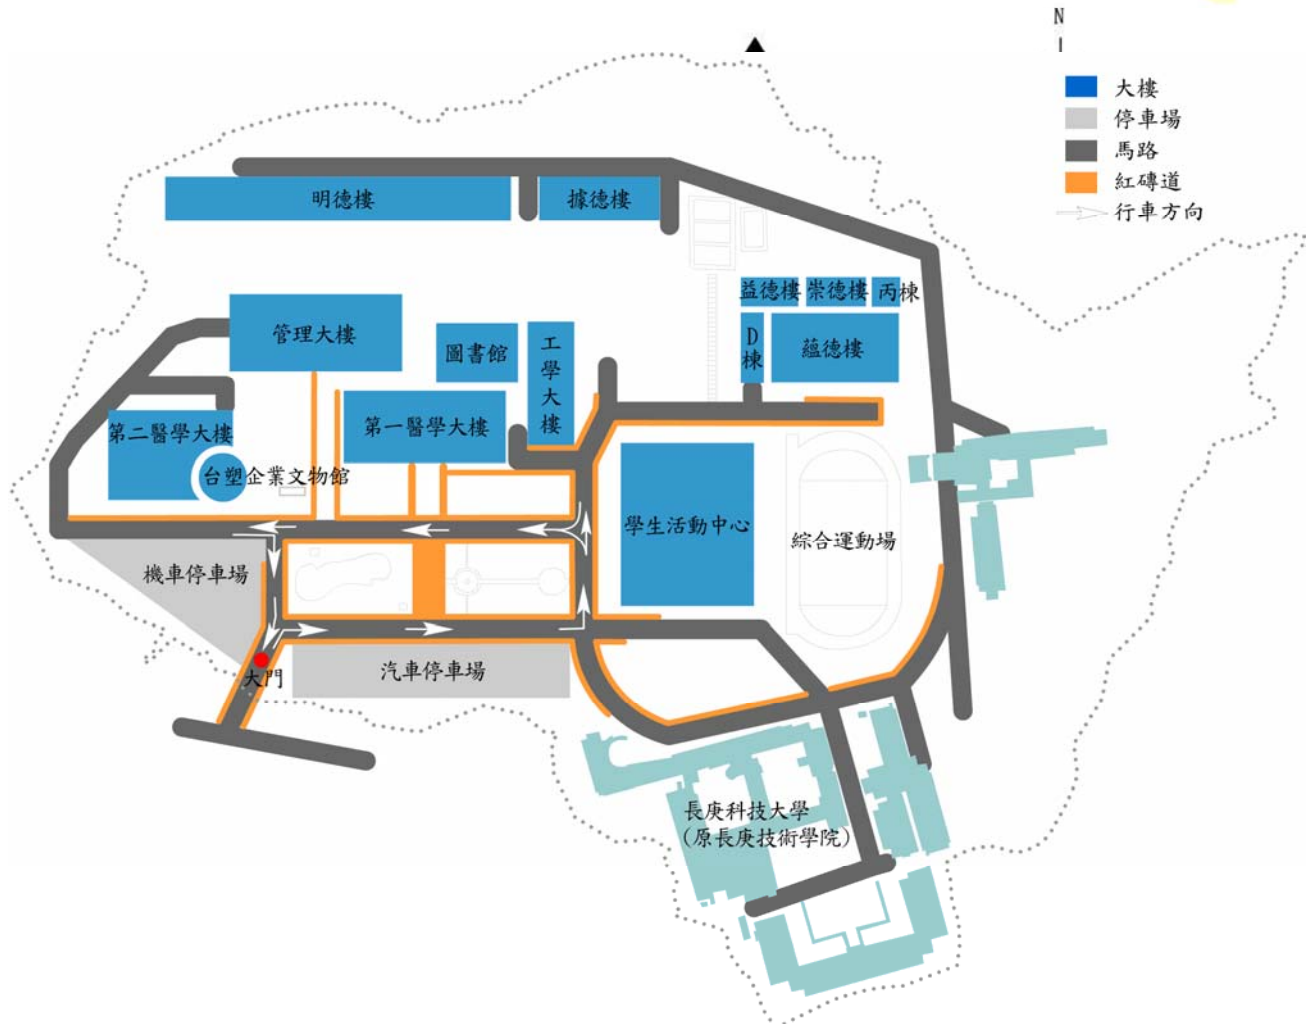 N
大樓
停車場
馬路
紅磚道
行車方向
明德樓
據德樓
益德樓
崇德樓
丙棟
管理大樓
圖書館
工學大樓
D棟
蘊德樓
第一醫學大樓
第二醫學大樓
台塑企業文物館
學生活動中心
綜合運動場
機車停車場
大門
汽車停車場
長庚科技大學
(原長庚技術學院)